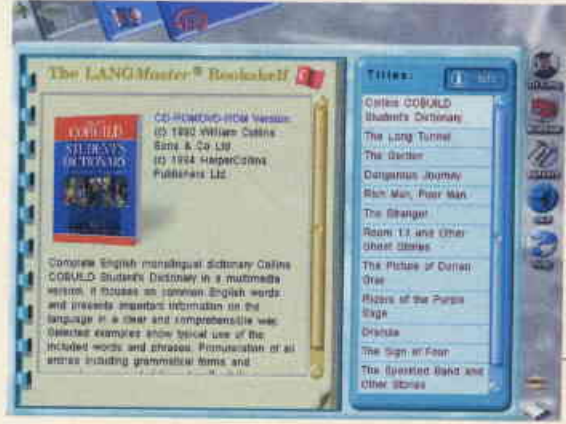 The LANGMaster® Bookshelf
CD-ROM/DVD-ROM Version
(c) 1990 William Collins
Sons & Co Ltd
(c) 1994 HarperCollins
Publishers Ltd
COBUILD
STUDENT'S
DICTIONARY
Complete English monolingual dictionary Collins
COBUILD Student's Dictionary in a multimedia
version. It focuses on common English words
and presents important information on the
language in a clear and comprehensible way.
Selected examples show typical use of the
included words and phrases. Pronunciation of all
entries including grammatical forms and
Titles:
Collins COBUILD
Student's Dictionary
The Long Tunnel
The Garden
Dangerous Journey
Rich Man, Poor Man
The Stranger
Room 13 and Other
Ghost Stories
The Picture of Dorian
Gray
Riders of the Purple
Sage
Dracula
The Sign of Four
The Speckled Band and
Other Stories